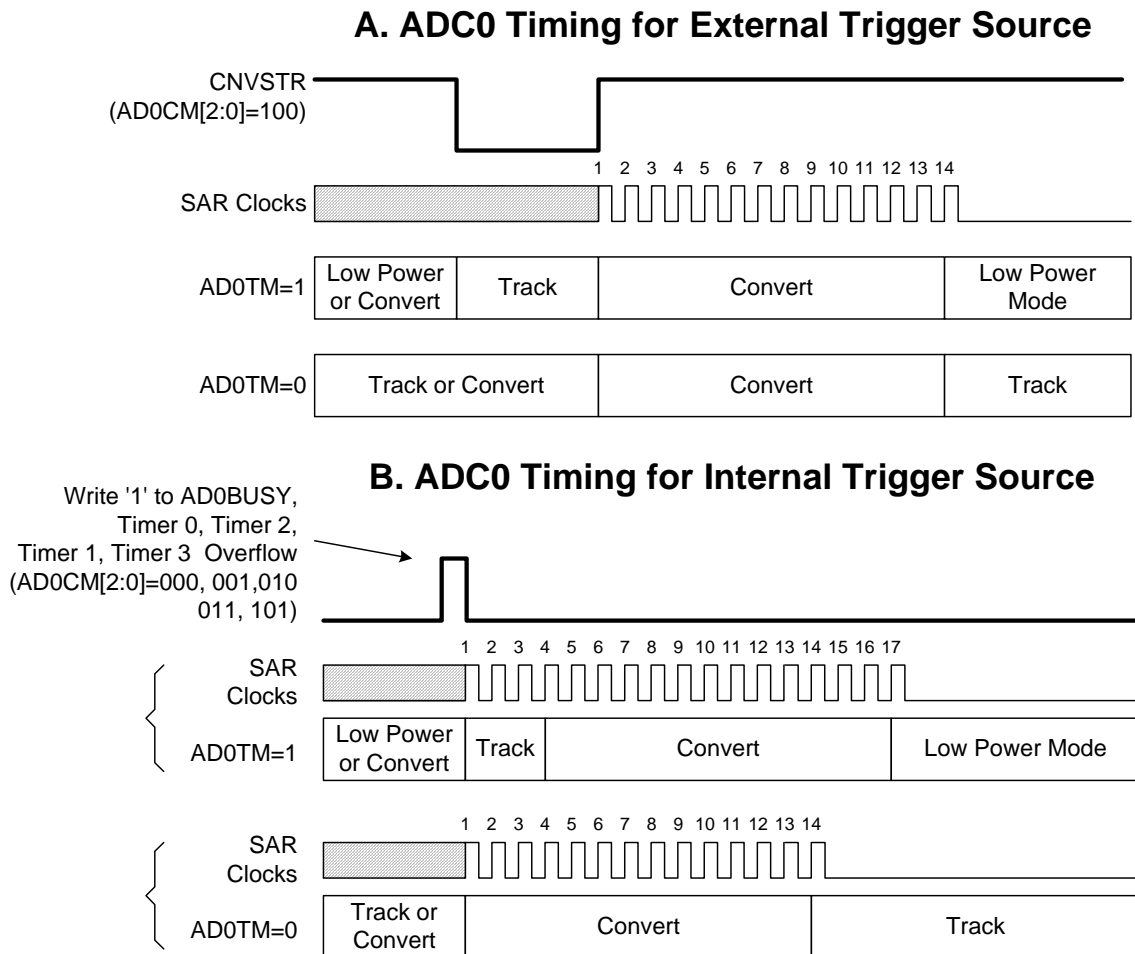 A. ADC0 Timing for External Trigger Source
CNVSTR
(AD0CM[2:0]=100)
1 2 3 4 5 6 7 8 9 10 11 12 13 14
SAR Clocks
AD0TM=1
Low Power
or Convert
Track
Convert
Low Power
Mode
AD0TM=0
Track or Convert
Convert
Track
B. ADC0 Timing for Internal Trigger Source
Write '1' to AD0BUSY,
Timer 0, Timer 2,
Timer 1, Timer 3 Overflow
(AD0CM[2:0]=000, 001,010
011, 101)
1 2 3 4 5 6 7 8 9 10 11 12 13 14 15 16 17
SAR
Clocks
AD0TM=1
Low Power
or Convert
Track
Convert
Low Power Mode
1 2 3 4 5 6 7 8 9 10 11 12 13 14
SAR
Clocks
AD0TM=0
Track or
Convert
Convert
Track